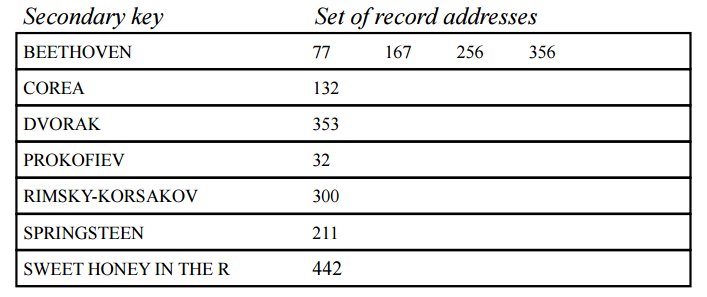 Secondary key Set of record addresses
BEETHOVEN 77 167 256 356
COREA 132
DVORAK 353
PROKOFIEV 32
RIMSKY-KORSAKOV 300
SPRINGSTEEN 211
SWEET HONEY IN THE R 442